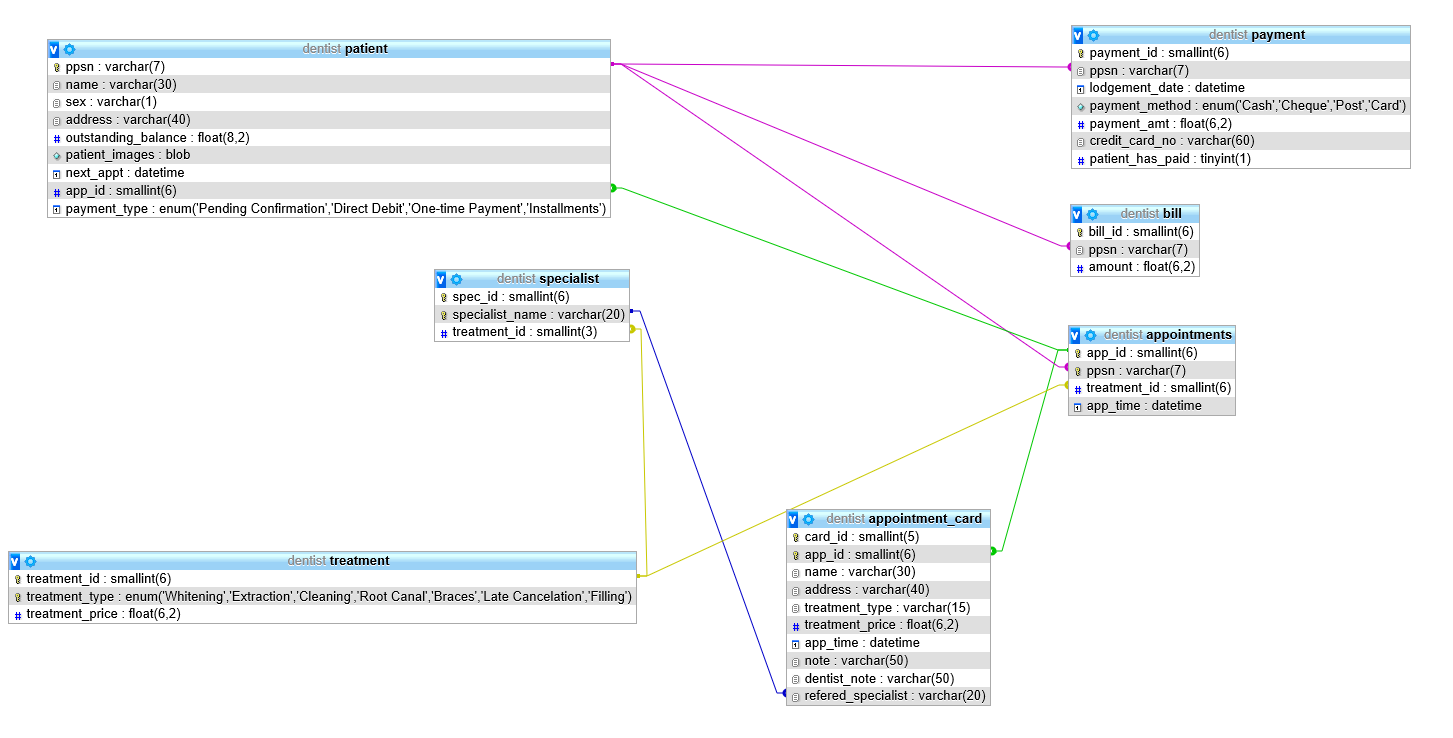 dentist patient
ppsn : varchar(7)
name : varchar(30)
sex : varchar(1)
address : varchar(40)
outstanding_balance : float(8,2)
patient_images : blob
next_appt : datetime
app_id : smallint(6)
payment_type : enum('Pending Confirmation','Direct Debit','One-time Payment','Installments')
dentist payment
payment_id : smallint(6)
ppsn : varchar(7)
lodgement_date : datetime
payment_method : enum('Cash','Cheque','Post','Card')
payment_amt : float(6,2)
credit_card_no : varchar(60)
patient_has_paid : tinyint(1)
dentist bill
bill_id : smallint(6)
ppsn : varchar(7)
amount : float(6,2)
dentist specialist
spec_id : smallint(6)
specialist_name : varchar(20)
treatment_id : smallint(3)
dentist appointments
app_id : smallint(6)
ppsn : varchar(7)
treatment_id : smallint(6)
app_time : datetime
dentist treatment
treatment_id : smallint(6)
treatment_type : enum('Whitening','Extraction','Cleaning','Root Canal','Braces','Late Cancelation','Filling')
treatment_price : float(6,2)
dentist appointment_card
card_id : smallint(5)
app_id : smallint(6)
name : varchar(30)
address : varchar(40)
treatment_type : varchar(15)
treatment_price : float(6,2)
app_time : datetime
note : varchar(50)
dentist_note : varchar(50)
refered_specialist : varchar(20)